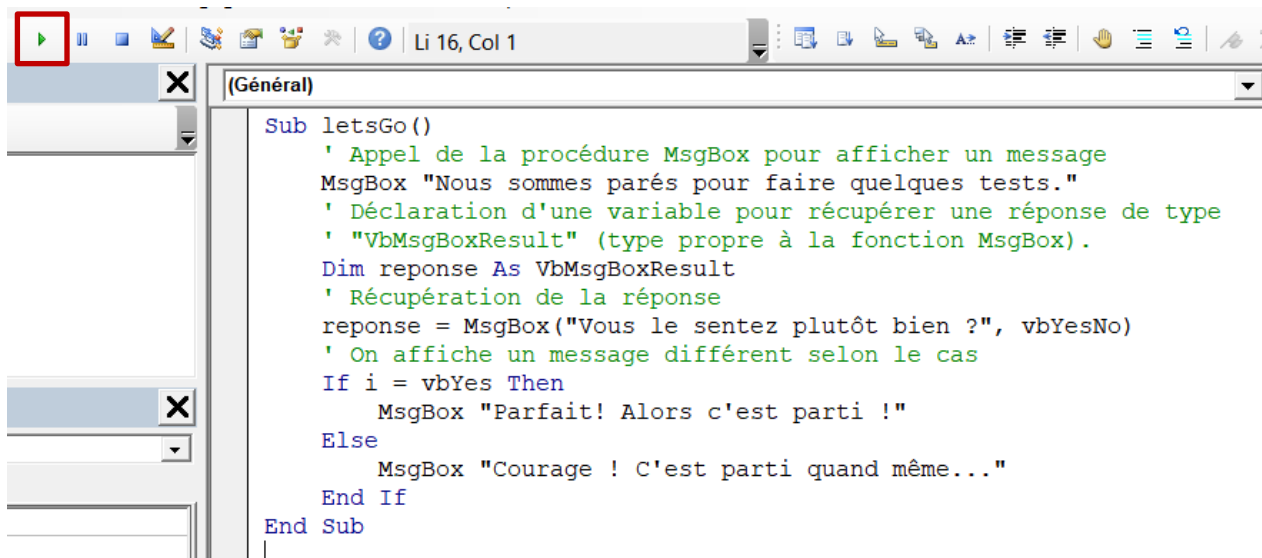 Li 16, Col 1
(Général)
Sub letsGo()
' Appel de la procédure MsgBox pour afficher un message
MsgBox "Nous sommes parés pour faire quelques tests."
' Déclaration d'une variable pour récupérer une réponse de type
' "VbMsgBoxResult" (type propre à la fonction MsgBox).
Dim reponse As VbMsgBoxResult
' Récupération de la réponse
reponse = MsgBox("Vous le sentez plutôt bien ?", vbYesNo)
' On affiche un message différent selon le cas
If i = vbYes Then
MsgBox "Parfait! Alors c'est parti !"
Else
MsgBox "Courage ! C'est parti quand même..."
End If
End Sub